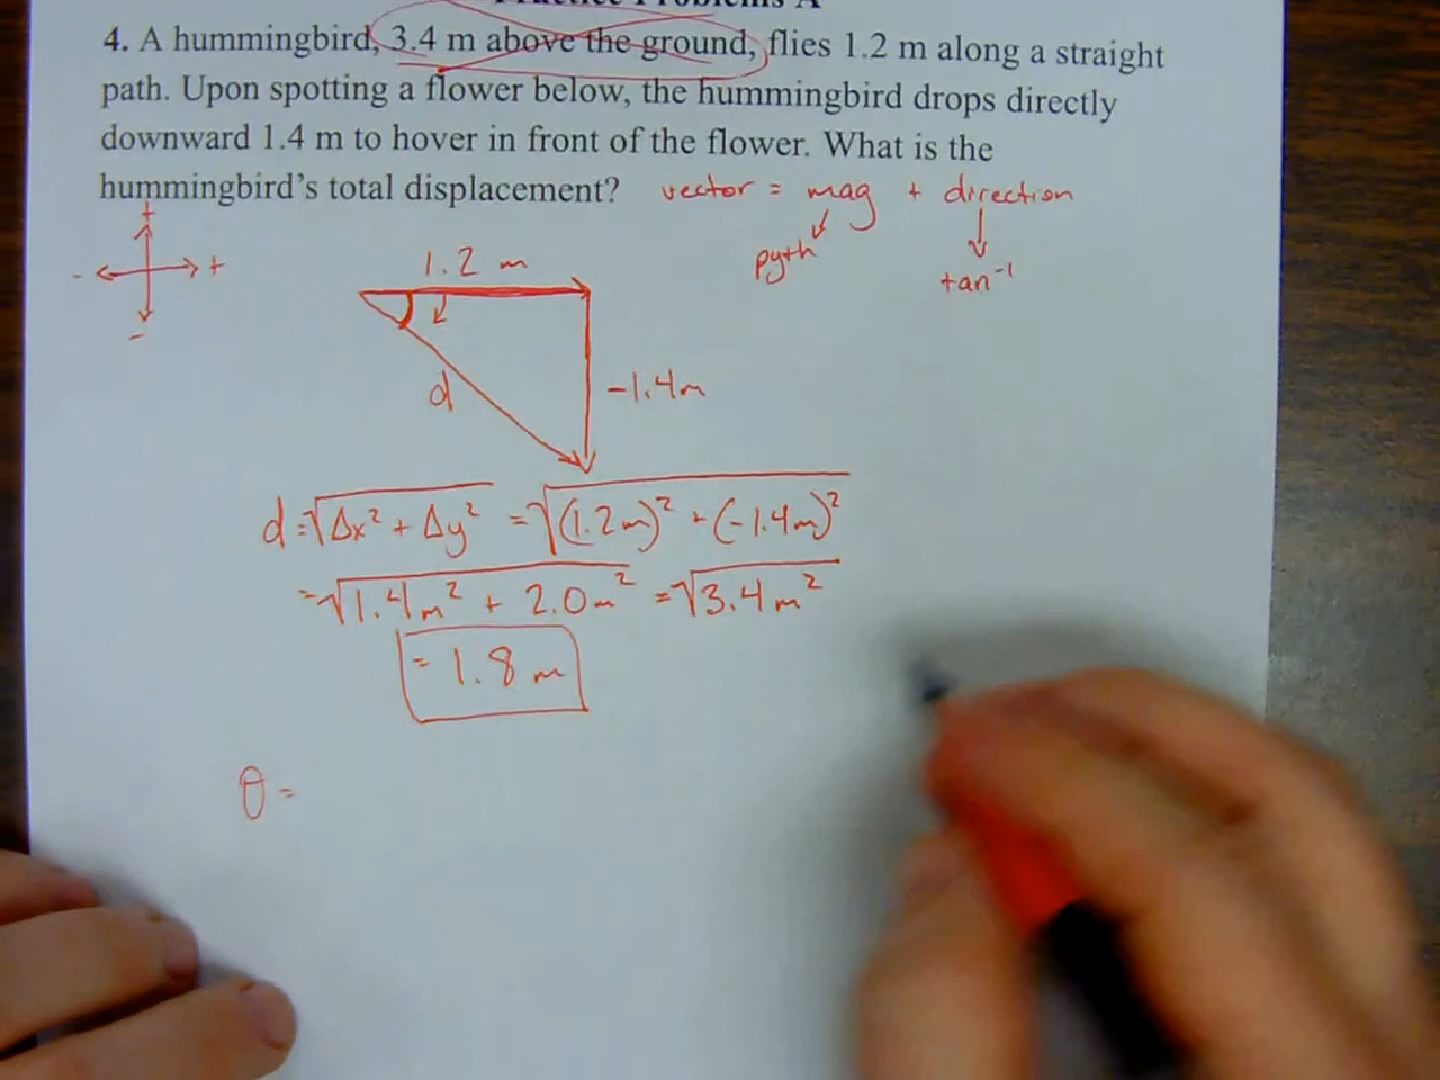 Practice Problems A
4. A hummingbird, 3.4 m above the ground, flies 1.2 m along a straight
path. Upon spotting a flower below, the hummingbird drops directly
downward 1.4 m to hover in front of the flower. What is the
hummingbird's total displacement? vector = mag + direction
pyth tan⁻¹
+
- +
-
1.2 m
d
-1.4m
d = √Δx² + Δy² = √(1.2m)² + (-1.4m)²
= √1.4m² + 2.0m² = √3.4m²
= 1.8 m
θ =